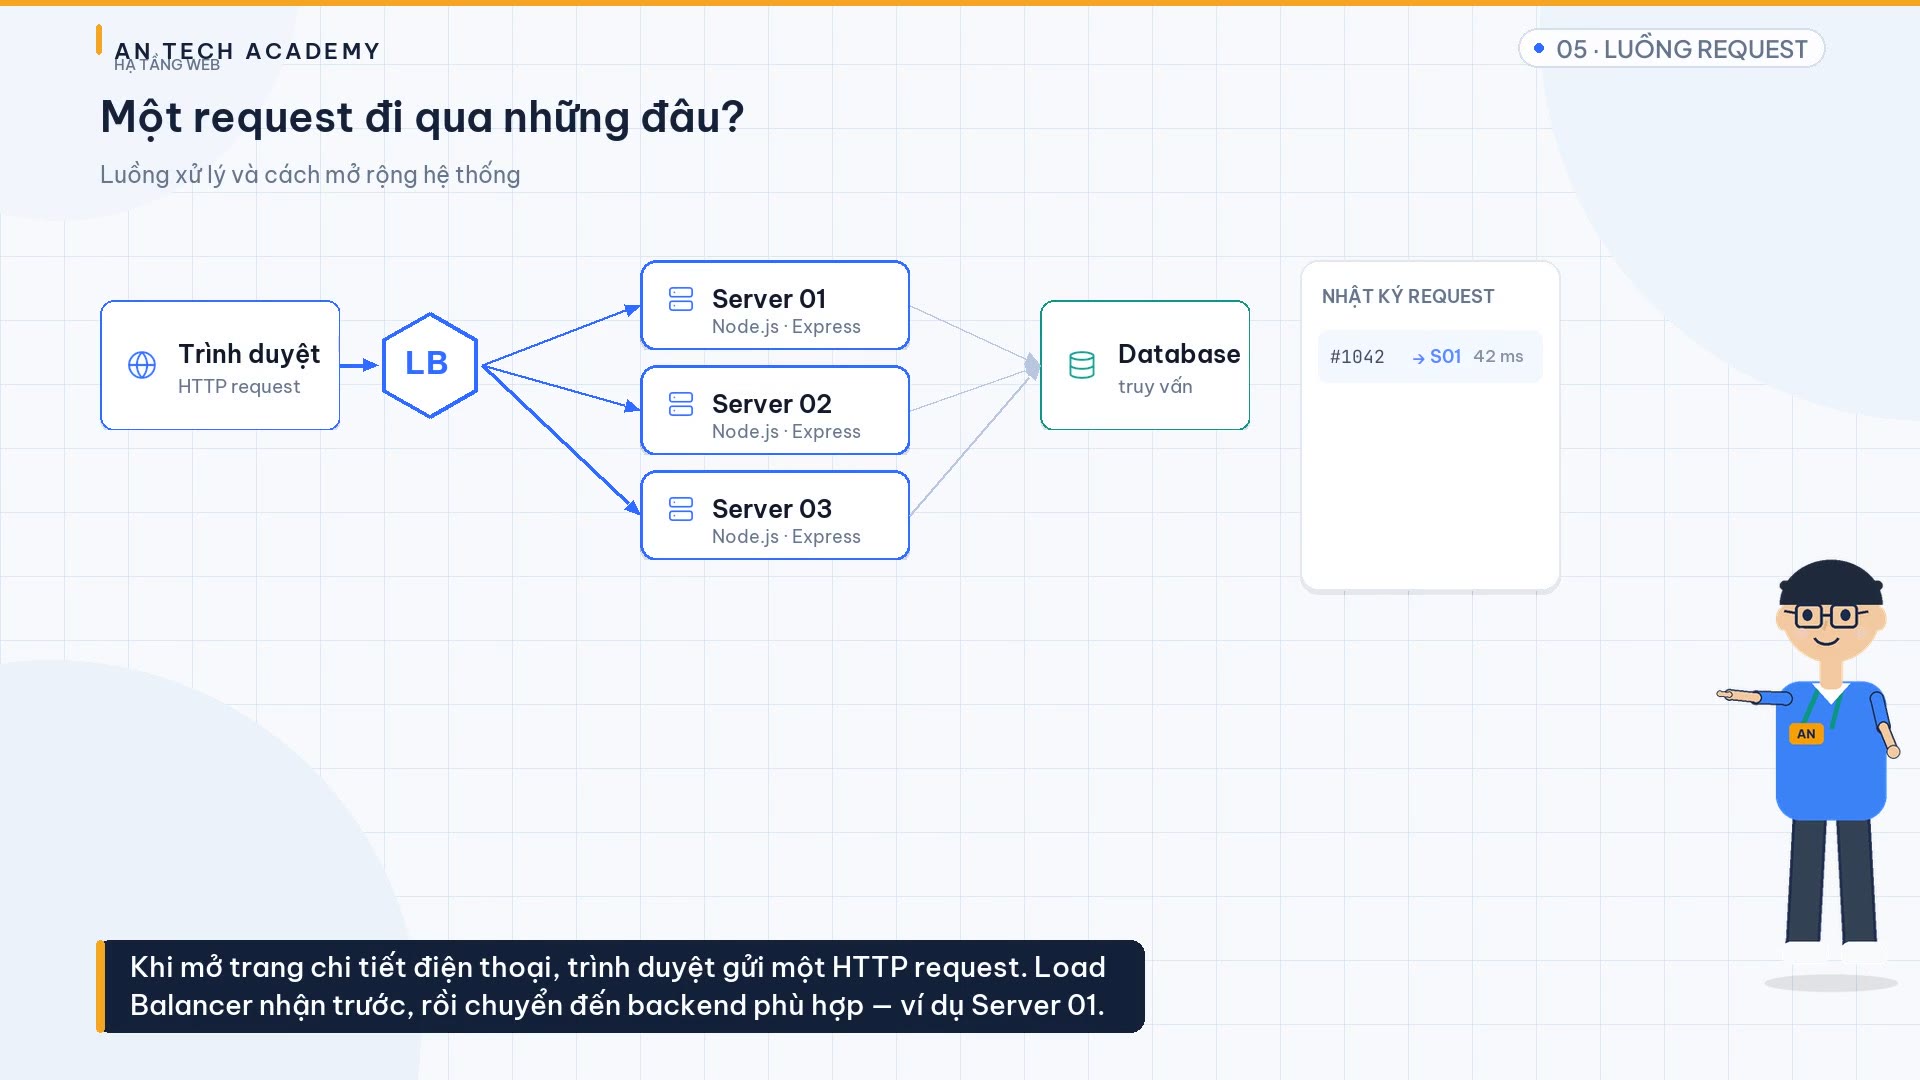 AN TECH ACADEMY
HẠ TẦNG WEB
05 · LUỒNG REQUEST
Một request đi qua những đâu?
Luồng xử lý và cách mở rộng hệ thống
Trình duyệt
HTTP request
LB
Server 01
Node.js · Express
Server 02
Node.js · Express
Server 03
Node.js · Express
Database
truy vấn
NHẬT KÝ REQUEST
#1042 → S01 42 ms
AN
Khi mở trang chi tiết điện thoại, trình duyệt gửi một HTTP request. Load
Balancer nhận trước, rồi chuyển đến backend phù hợp — ví dụ Server 01.